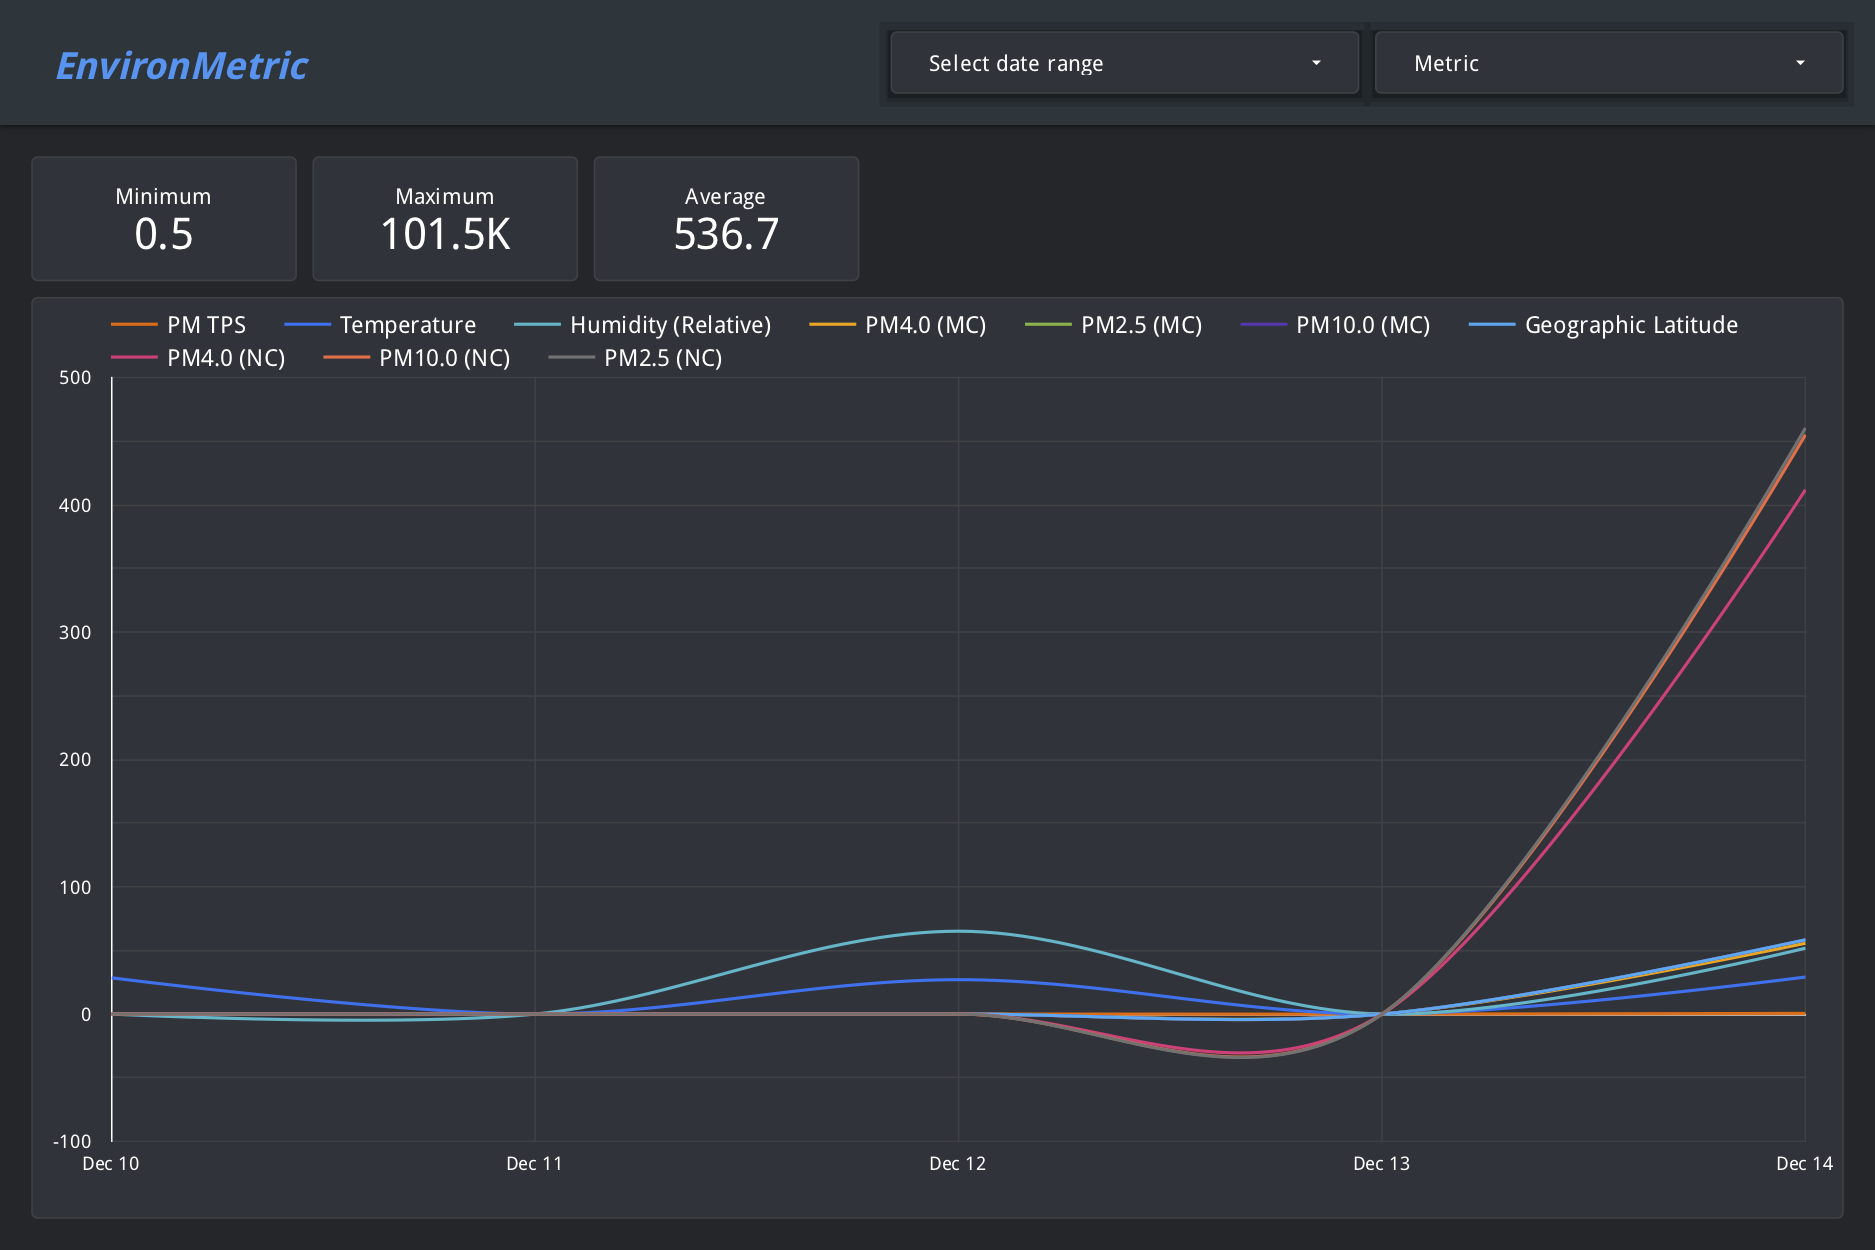 EnvironMetric
Select date range
Metric
Minimum
0.5
Maximum
101.5K
Average
536.7
PM TPS
Temperature
Humidity (Relative)
PM4.0 (MC)
PM2.5 (MC)
PM10.0 (MC)
Geographic Latitude
PM4.0 (NC)
PM10.0 (NC)
PM2.5 (NC)
500
400
300
200
100
0
-100
Dec 10
Dec 11
Dec 12
Dec 13
Dec 14